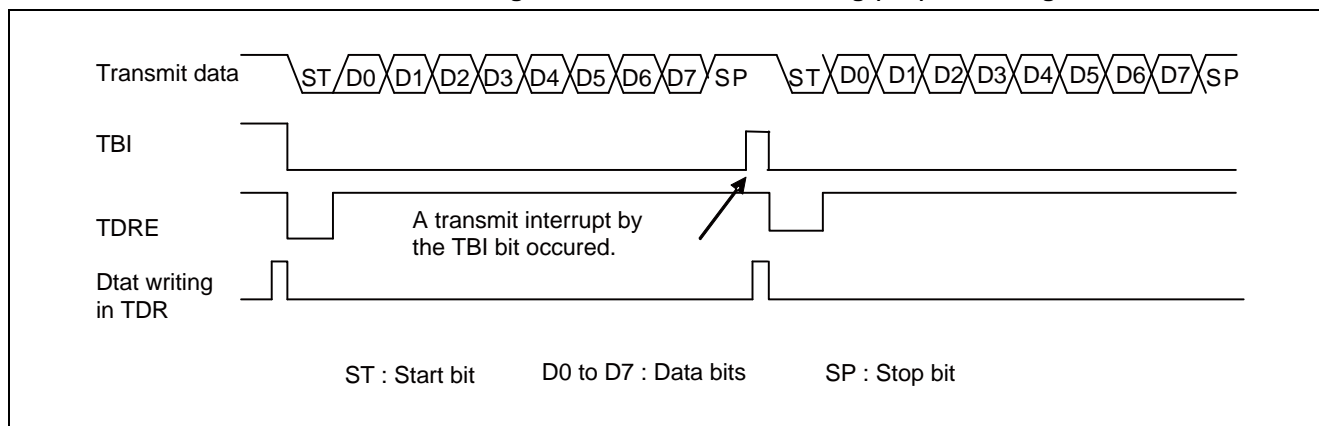 Transmit data ST D0 D1 D2 D3 D4 D5 D6 D7 SP ST D0 D1 D2 D3 D4 D5 D6 D7 SP
TBI
TDRE
A transmit interrupt by
the TBI bit occured.
Dtat writing
in TDR
ST : Start bit D0 to D7 : Data bits SP : Stop bit